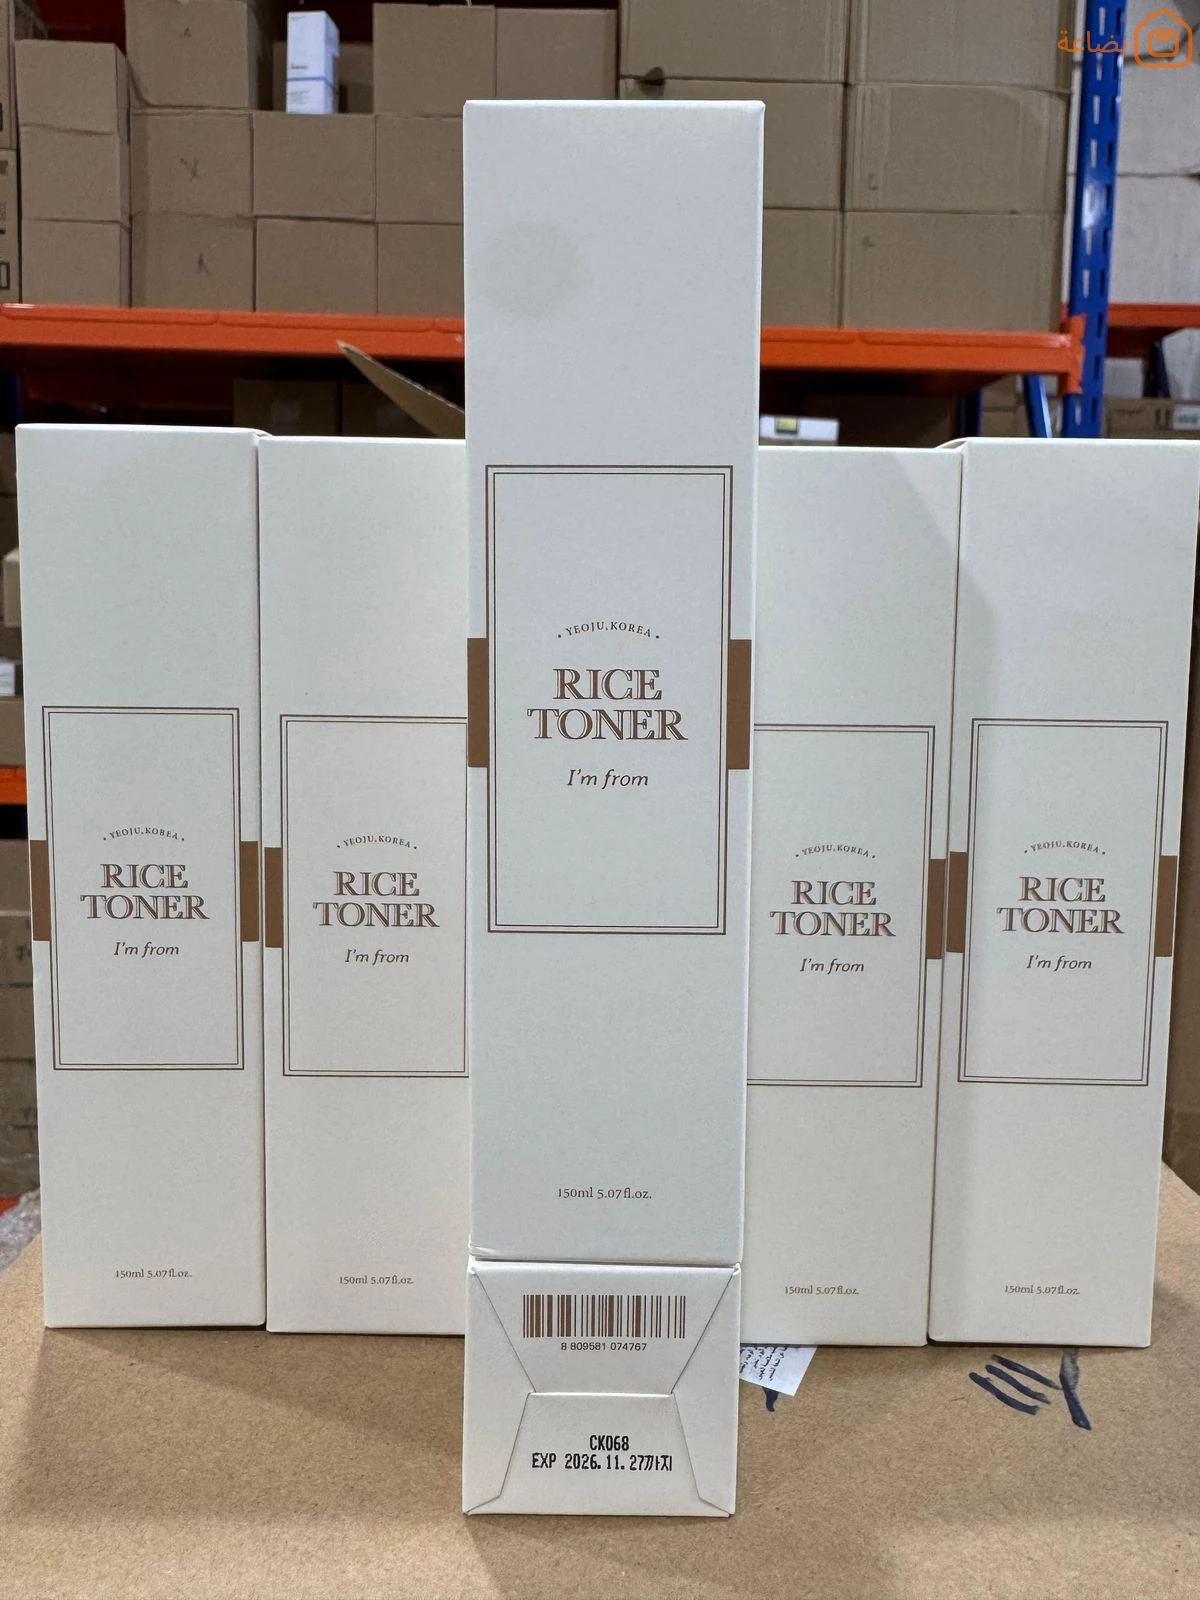 بضاعة
· YEOJU, KOREA ·
RICE
TONER
I'm from
150ml 5.07fl.oz.
8 809581 074767
CK068
EXP 2026. 11. 27까지
· YEOJU, KOREA ·
RICE
TONER
I'm from
150ml 5.07fl.oz.
· YEOJU, KOREA ·
RICE
TONER
I'm from
150ml 5.07fl.oz.
· YEOJU, KOREA ·
RICE
TONER
I'm from
150ml 5.07fl.oz.
· YEOJU, KOREA ·
RICE
TONER
I'm from
150ml 5.07fl.oz.